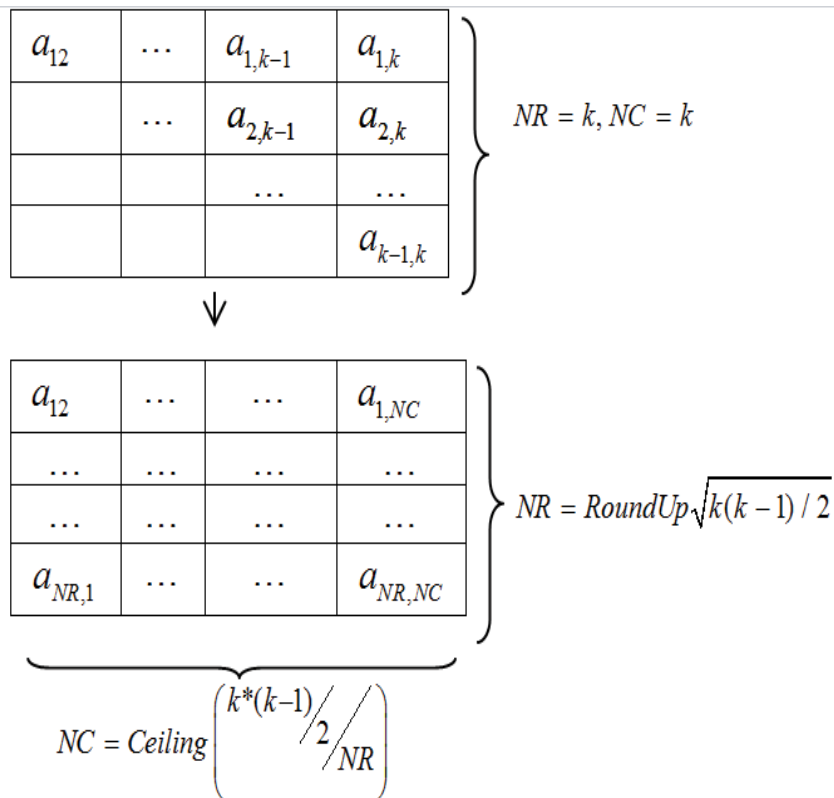 a12 … a1,k−1 a1,k
… a2,k−1 a2,k
… …
ak−1,k
NR = k, NC = k
↓
a12 … … a1,NC
… … … …
… … … …
aNR,1 … … aNR,NC
NR = RoundUp√k(k − 1) / 2
NC = Ceiling(k*(k−1)/2/NR)